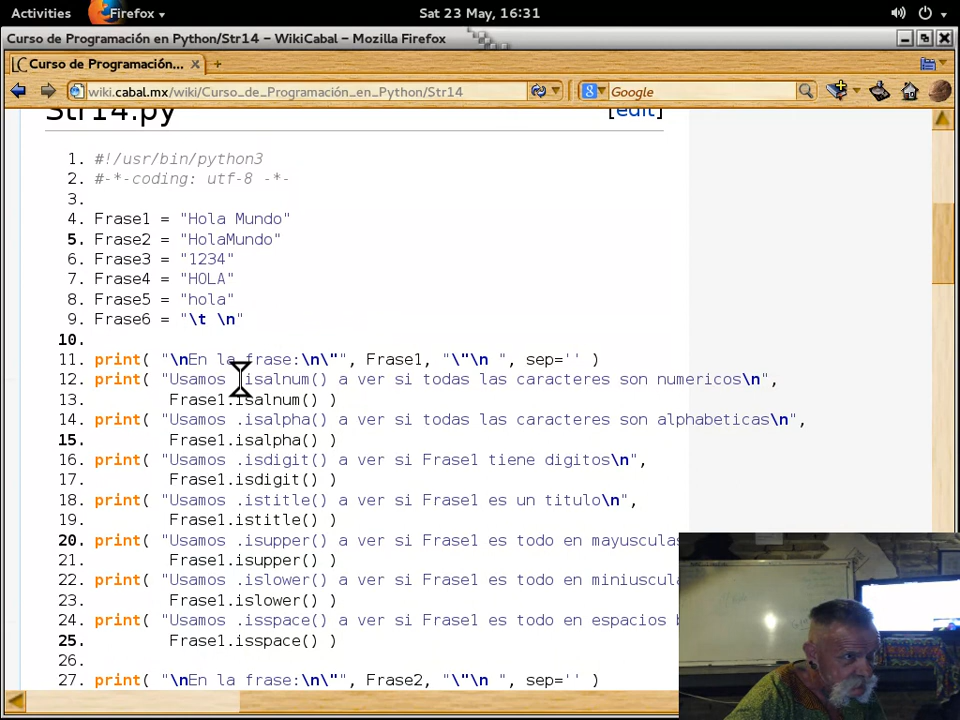 Activities Firefox Sat 23 May, 16:31
Curso de Programación en Python/Str14 – WikiCabal – Mozilla Firefox
Curso de Programación...
wiki.cabal.mx/wiki/Curso_de_Programación_en_Python/Str14 Google
Str14.py [edit]
1. #!/usr/bin/python3
2. #-*-coding: utf-8 -*-
3.
4. Frase1 = "Hola Mundo"
5. Frase2 = "HolaMundo"
6. Frase3 = "1234"
7. Frase4 = "HOLA"
8. Frase5 = "hola"
9. Frase6 = "\t \n"
10.
11. print( "\nEn la frase:\n\"", Frase1, "\"\n ", sep='' )
12. print( "Usamos .isalnum() a ver si todas las caracteres son numericos\n",
13. Frase1.isalnum() )
14. print( "Usamos .isalpha() a ver si todas las caracteres son alphabeticas\n",
15. Frase1.isalpha() )
16. print( "Usamos .isdigit() a ver si Frase1 tiene digitos\n",
17. Frase1.isdigit() )
18. print( "Usamos .istitle() a ver si Frase1 es un titulo\n",
19. Frase1.istitle() )
20. print( "Usamos .isupper() a ver si Frase1 es todo en mayusculas
21. Frase1.isupper() )
22. print( "Usamos .islower() a ver si Frase1 es todo en miniuscula
23. Frase1.islower() )
24. print( "Usamos .isspace() a ver si Frase1 es todo en espacios
25. Frase1.isspace() )
26.
27. print( "\nEn la frase:\n\"", Frase2, "\"\n ", sep='' )